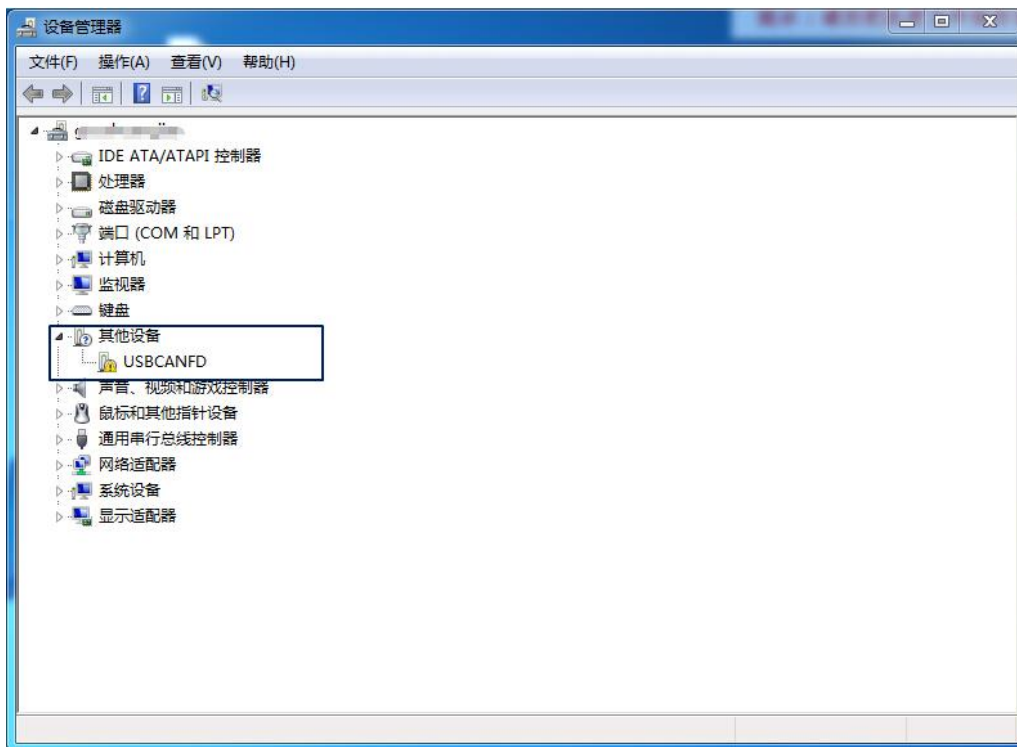 设备管理器
文件(F) 操作(A) 查看(V) 帮助(H)
IDE ATA/ATAPI 控制器
处理器
磁盘驱动器
端口 (COM 和 LPT)
计算机
监视器
键盘
其他设备
USBCANFD
声音、视频和游戏控制器
鼠标和其他指针设备
通用串行总线控制器
网络适配器
系统设备
显示适配器